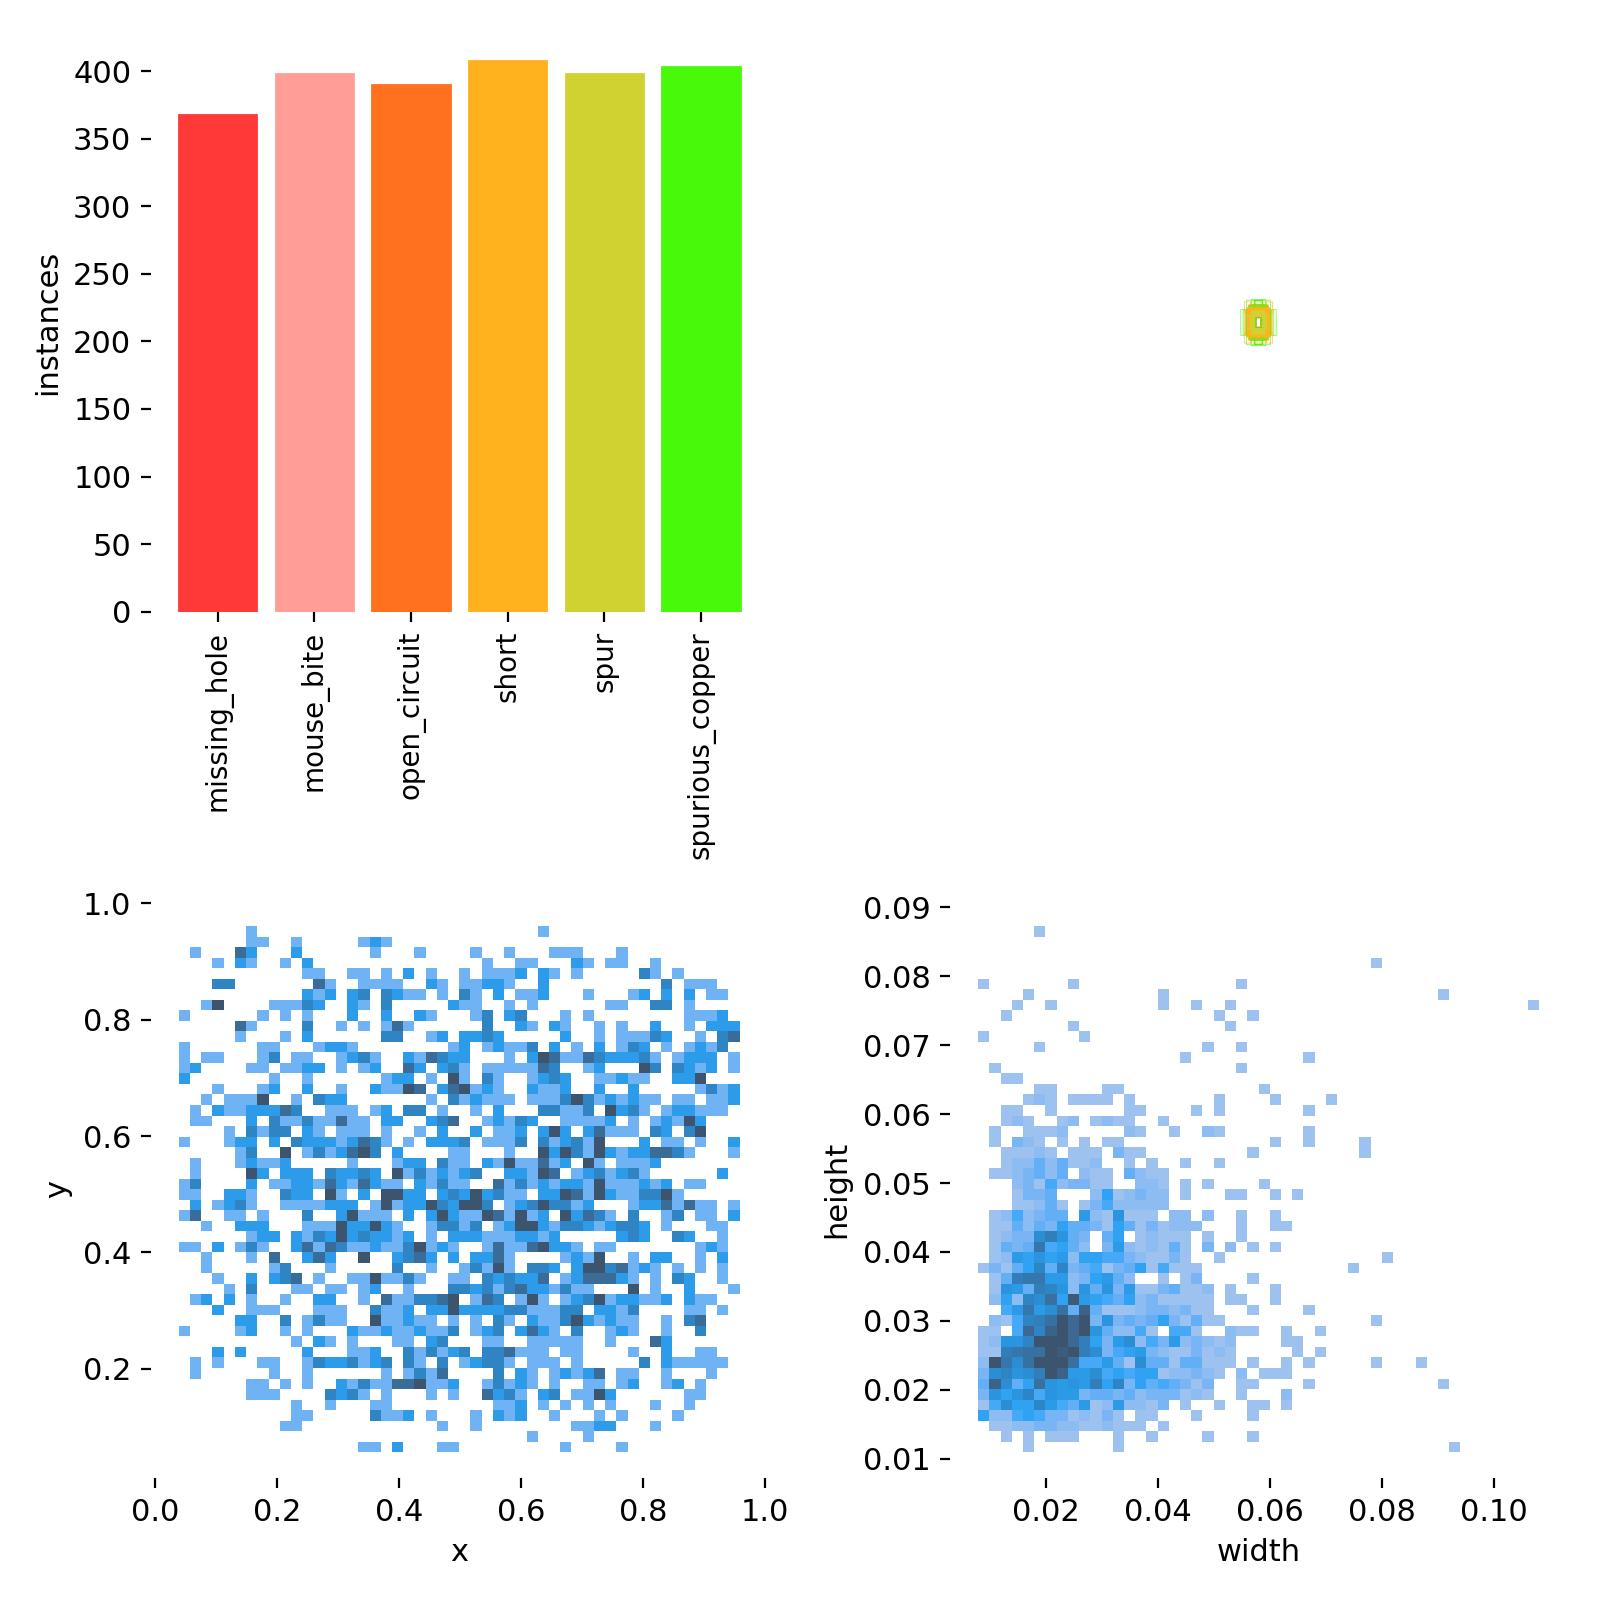 400
350
300
250
200
150
100
50
0
instances
missing_hole
mouse_bite
open_circuit
short
spur
spurious_copper
1.0
0.8
0.6
0.4
0.2
y
0.0 0.2 0.4 0.6 0.8 1.0
x
0.09
0.08
0.07
0.06
0.05
0.04
0.03
0.02
0.01
height
0.02 0.04 0.06 0.08 0.10
width